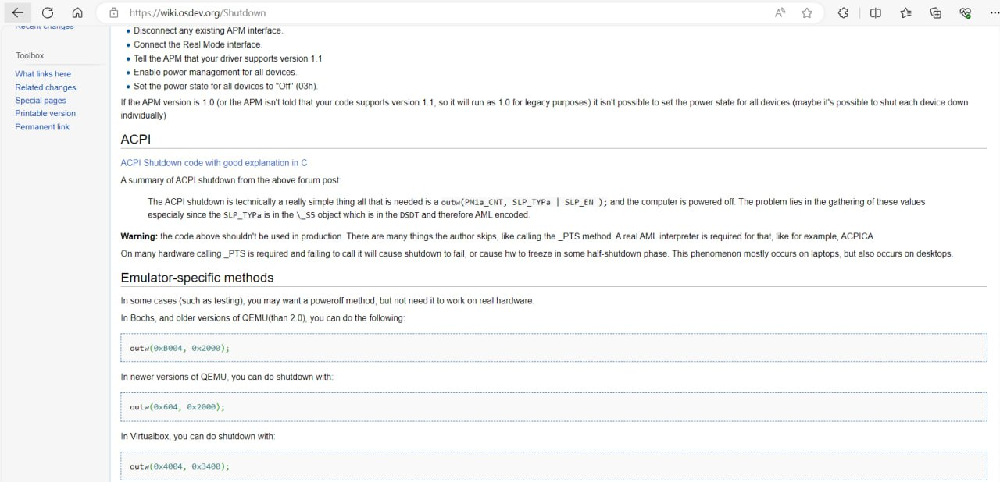 https://wiki.osdev.org/Shutdown
Recent changes
Toolbox
What links here
Related changes
Special pages
Printable version
Permanent link
Disconnect any existing APM interface.
Connect the Real Mode interface.
Tell the APM that your driver supports version 1.1
Enable power management for all devices.
Set the power state for all devices to "Off" (03h).
If the APM version is 1.0 (or the APM isn't told that your code supports version 1.1, so it will run as 1.0 for legacy purposes) it isn't possible to set the power state for all devices (maybe it's possible to shut each device down
individually)
ACPI
ACPI Shutdown code with good explanation in C
A summary of ACPI shutdown from the above forum post:
The ACPI shutdown is technically a really simple thing all that is needed is a outw(PM1a_CNT, SLP_TYPa | SLP_EN ); and the computer is powered off. The problem lies in the gathering of these values
especialy since the SLP_TYPa is in the \_S5 object which is in the DSDT and therefore AML encoded.
Warning: the code above shouldn't be used in production. There are many things the author skips, like calling the _PTS method. A real AML interpreter is required for that, like for example, ACPICA.
On many hardware calling _PTS is required and failing to call it will cause shutdown to fail, or cause hw to freeze in some half-shutdown phase. This phenomenon mostly occurs on laptops, but also occurs on desktops.
Emulator-specific methods
In some cases (such as testing), you may want a poweroff method, but not need it to work on real hardware.
In Bochs, and older versions of QEMU(than 2.0), you can do the following:
outw(0xB004, 0x2000);
In newer versions of QEMU, you can do shutdown with:
outw(0x604, 0x2000);
In Virtualbox, you can do shutdown with:
outw(0x4004, 0x3400);